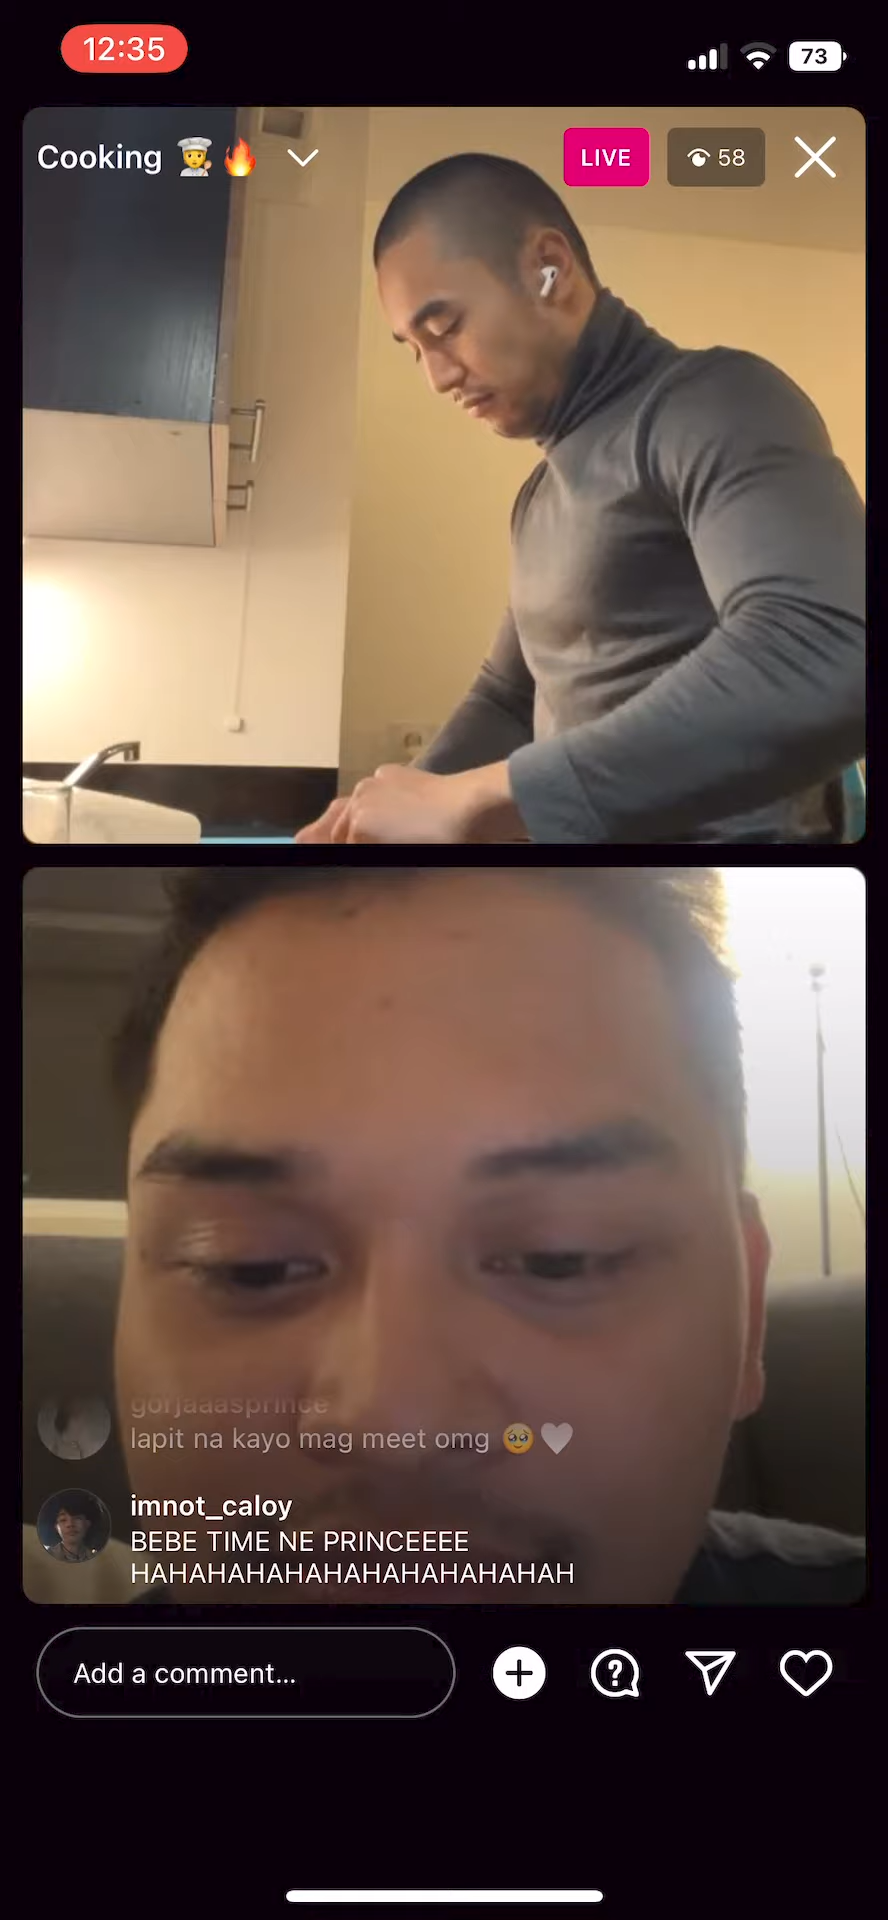 12:35
73
Cooking 🧑‍🍳🔥
LIVE
58
gorjaaasprince
lapit na kayo mag meet omg 🥹🤍
imnot_caloy
BEBE TIME NE PRINCEEEE
HAHAHAHAHAHAHAHAHAHAHAH
Add a comment...